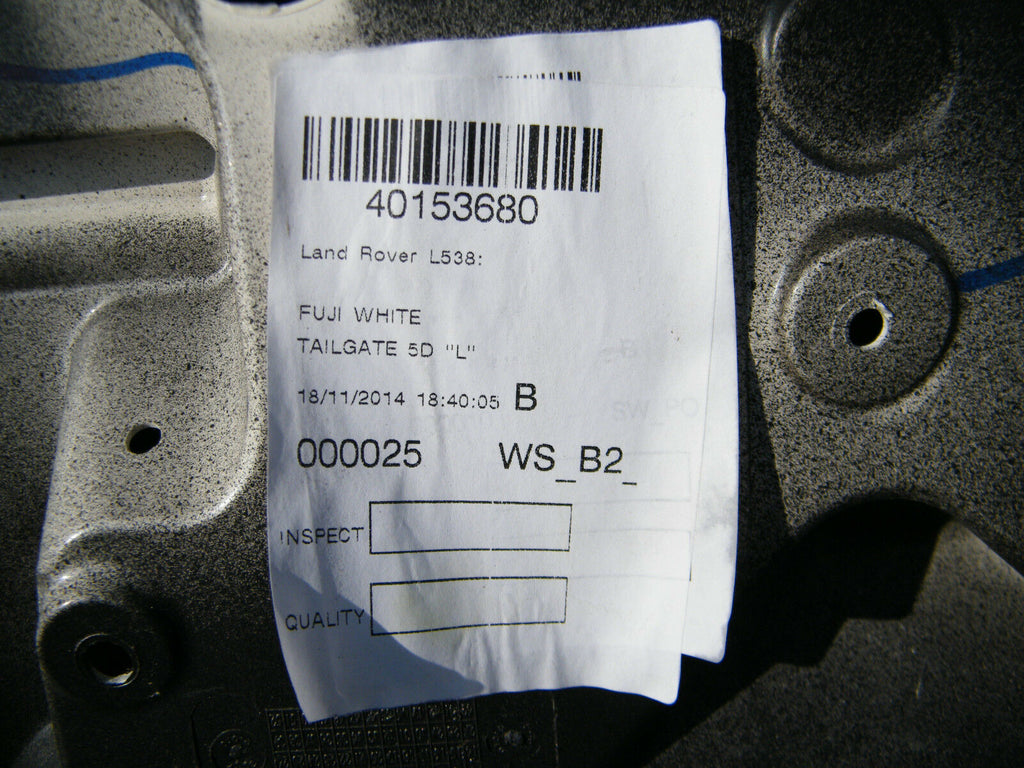 40153680
Land Rover L538:
FUJI WHITE
TAILGATE 5D "L"
18/11/2014 18:40:05 B
000025 WS_B2_
INSPECT
QUALITY